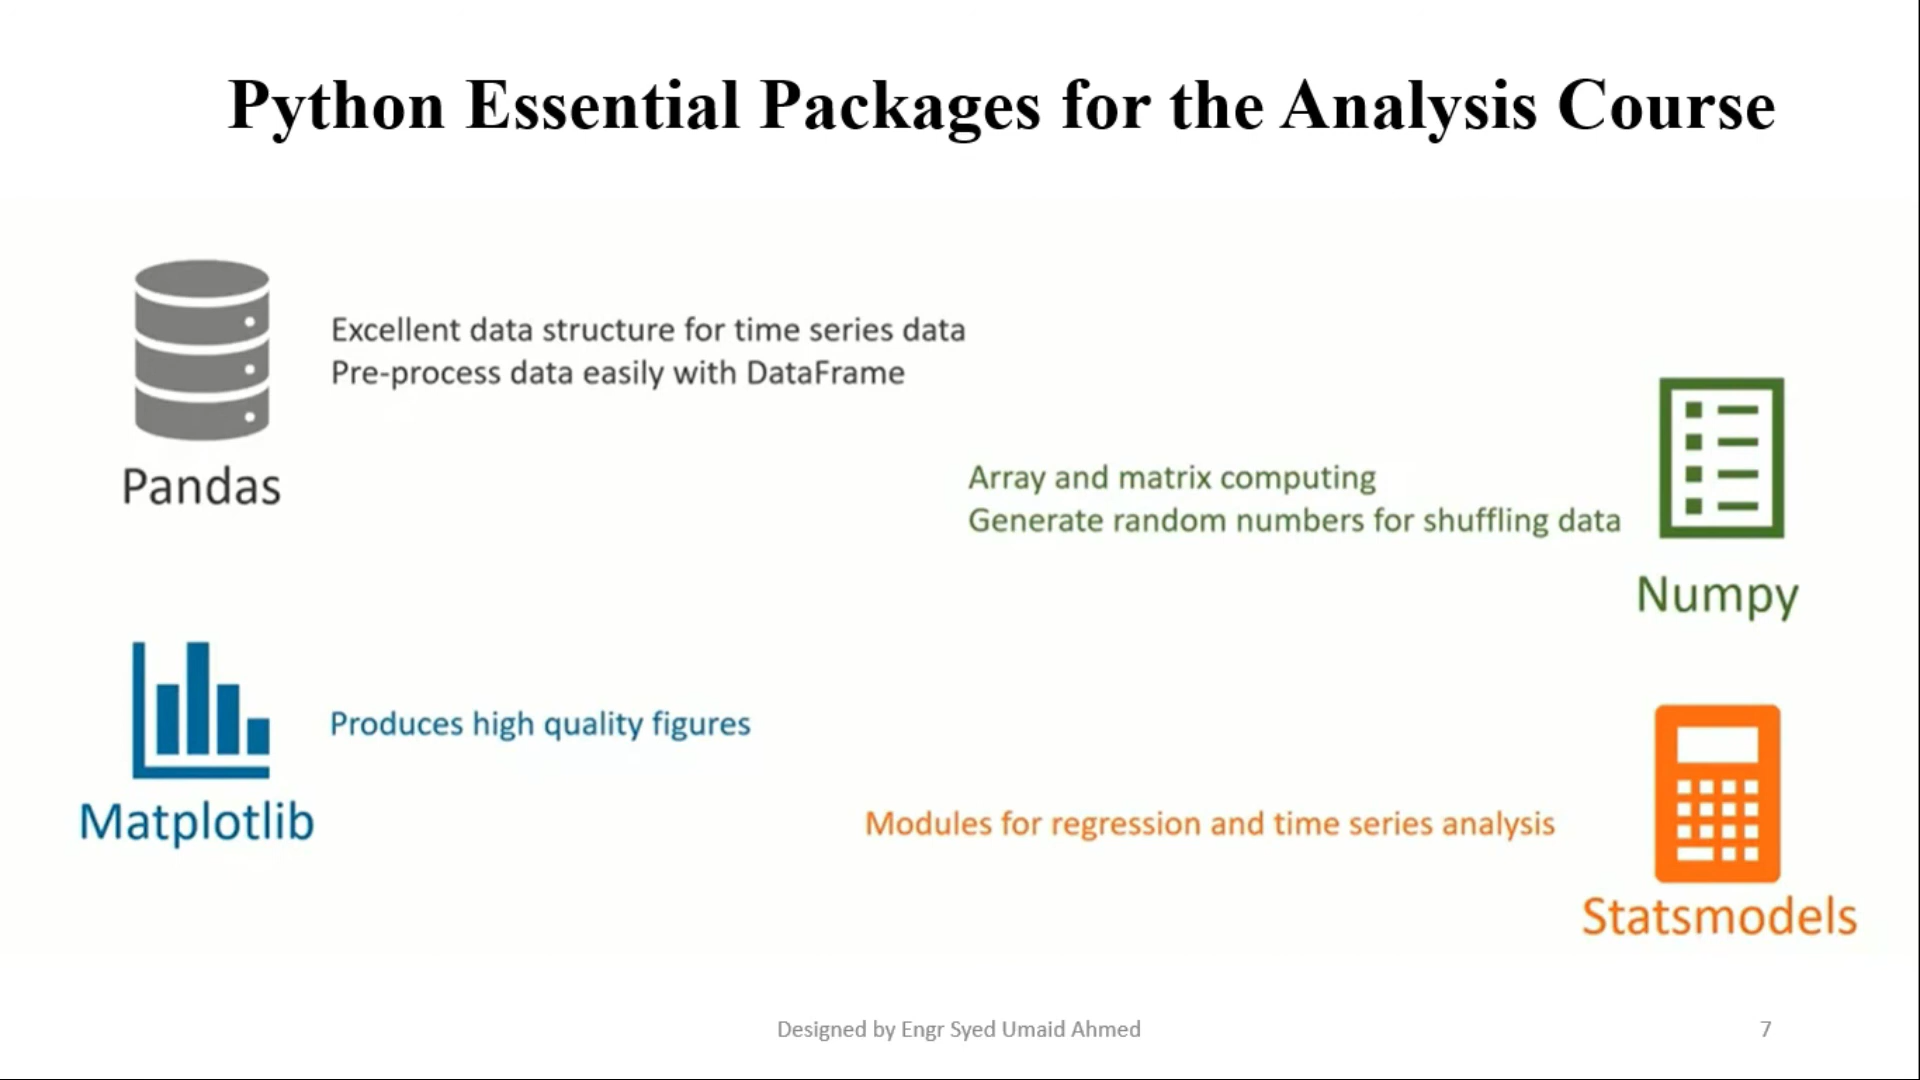 Python Essential Packages for the Analysis Course
Excellent data structure for time series data
Pre-process data easily with DataFrame
Pandas
Array and matrix computing
Generate random numbers for shuffling data
Numpy
Produces high quality figures
Matplotlib
Modules for regression and time series analysis
Statsmodels
Designed by Engr Syed Umaid Ahmed
7